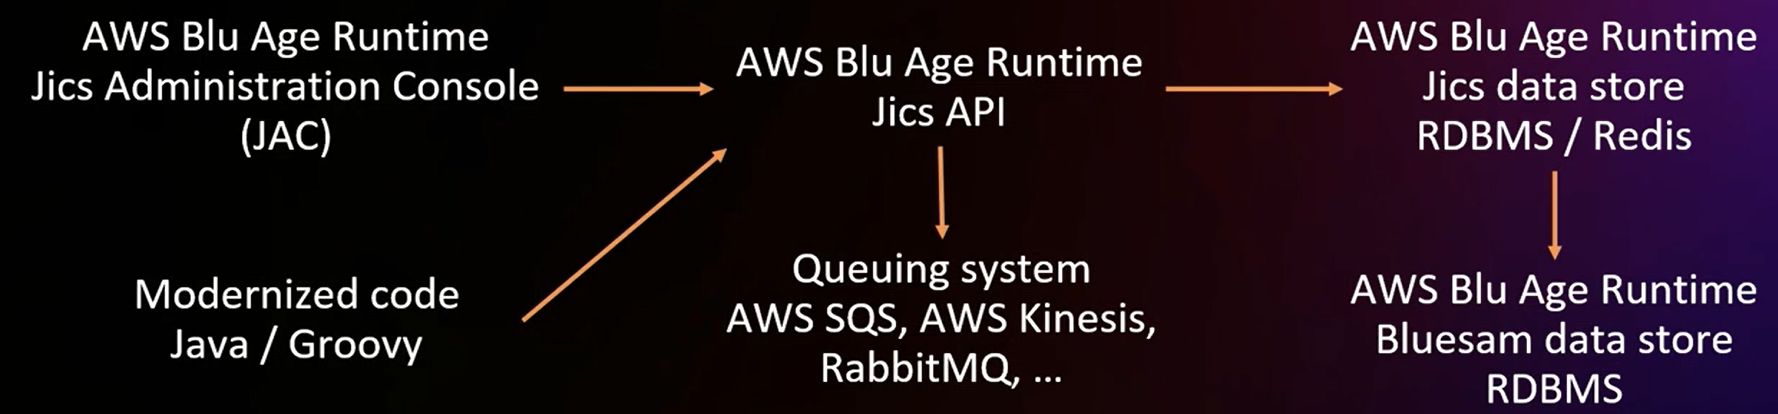 AWS Blu Age Runtime
Jics Administration Console
(JAC)
AWS Blu Age Runtime
Jics API
AWS Blu Age Runtime
Jics data store
RDBMS / Redis
Modernized code
Java / Groovy
Queuing system
AWS SQS, AWS Kinesis,
RabbitMQ, ...
AWS Blu Age Runtime
Bluesam data store
RDBMS